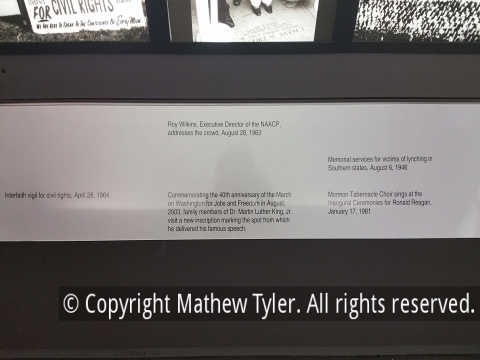 FOR
CIVIL RIGHTS
WE ARE HERE TO SPEAK TO THE CONSCIENCE OF Every MAN
I HAVE A DREAM
Roy Wilkins, Executive Director of the NAACP,
addresses the crowd, August 28, 1963
Memorial services for victims of lynching in
Southern states, August 6, 1946
Interfaith vigil for civil rights, April 28, 1964
Commemorating the 40th anniversary of the March
on Washington for Jobs and Freedom in August,
2003, family members of Dr. Martin Luther King, Jr.
visit a new inscription marking the spot from which
he delivered his famous speech.
Mormon Tabernacle Choir sings at the
Inaugural Ceremonies for Ronald Reagan,
January 17, 1981
© Copyright Mathew Tyler. All rights reserved.